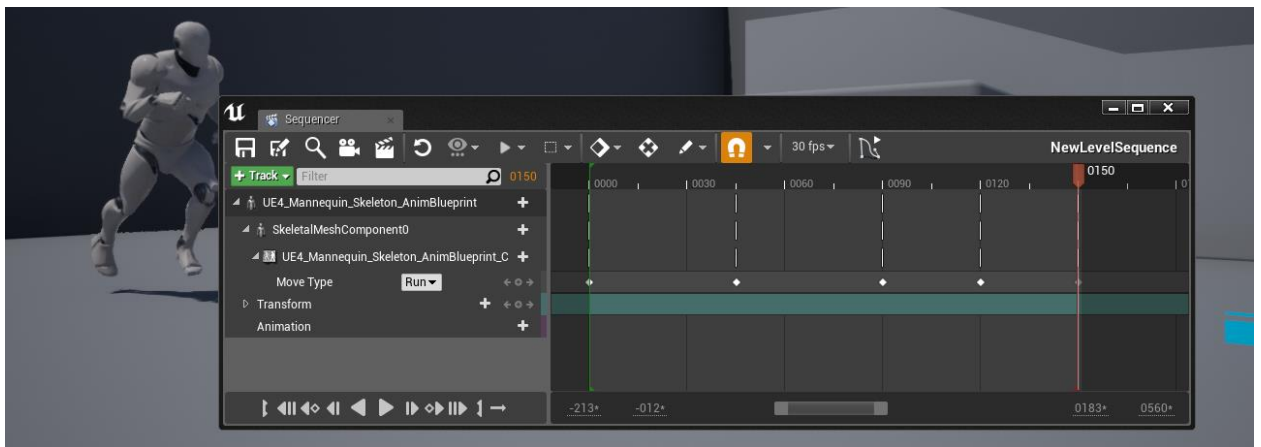 Sequencer
30 fps
NewLevelSequence
+ Track
Filter
0150
0000
0030
0060
0090
0120
0150
UE4_Mannequin_Skeleton_AnimBlueprint
SkeletalMeshComponent0
UE4_Mannequin_Skeleton_AnimBlueprint_C
Move Type
Run
Transform
Animation
-213*
-012*
0183*
0560*